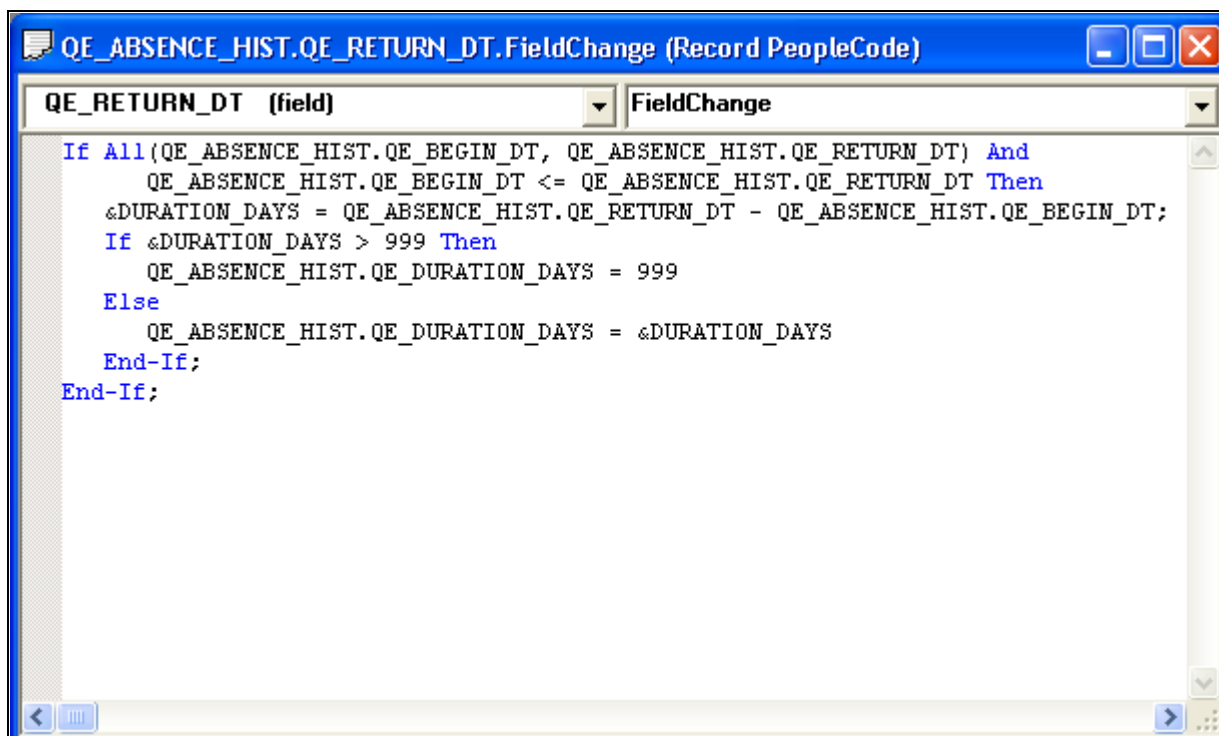 QE_ABSENCE_HIST.QE_RETURN_DT.FieldChange (Record PeopleCode)
QE_RETURN_DT (field) FieldChange
If All(QE_ABSENCE_HIST.QE_BEGIN_DT, QE_ABSENCE_HIST.QE_RETURN_DT) And
QE_ABSENCE_HIST.QE_BEGIN_DT <= QE_ABSENCE_HIST.QE_RETURN_DT Then
&DURATION_DAYS = QE_ABSENCE_HIST.QE_RETURN_DT - QE_ABSENCE_HIST.QE_BEGIN_DT;
If &DURATION_DAYS > 999 Then
QE_ABSENCE_HIST.QE_DURATION_DAYS = 999
Else
QE_ABSENCE_HIST.QE_DURATION_DAYS = &DURATION_DAYS
End-If;
End-If;